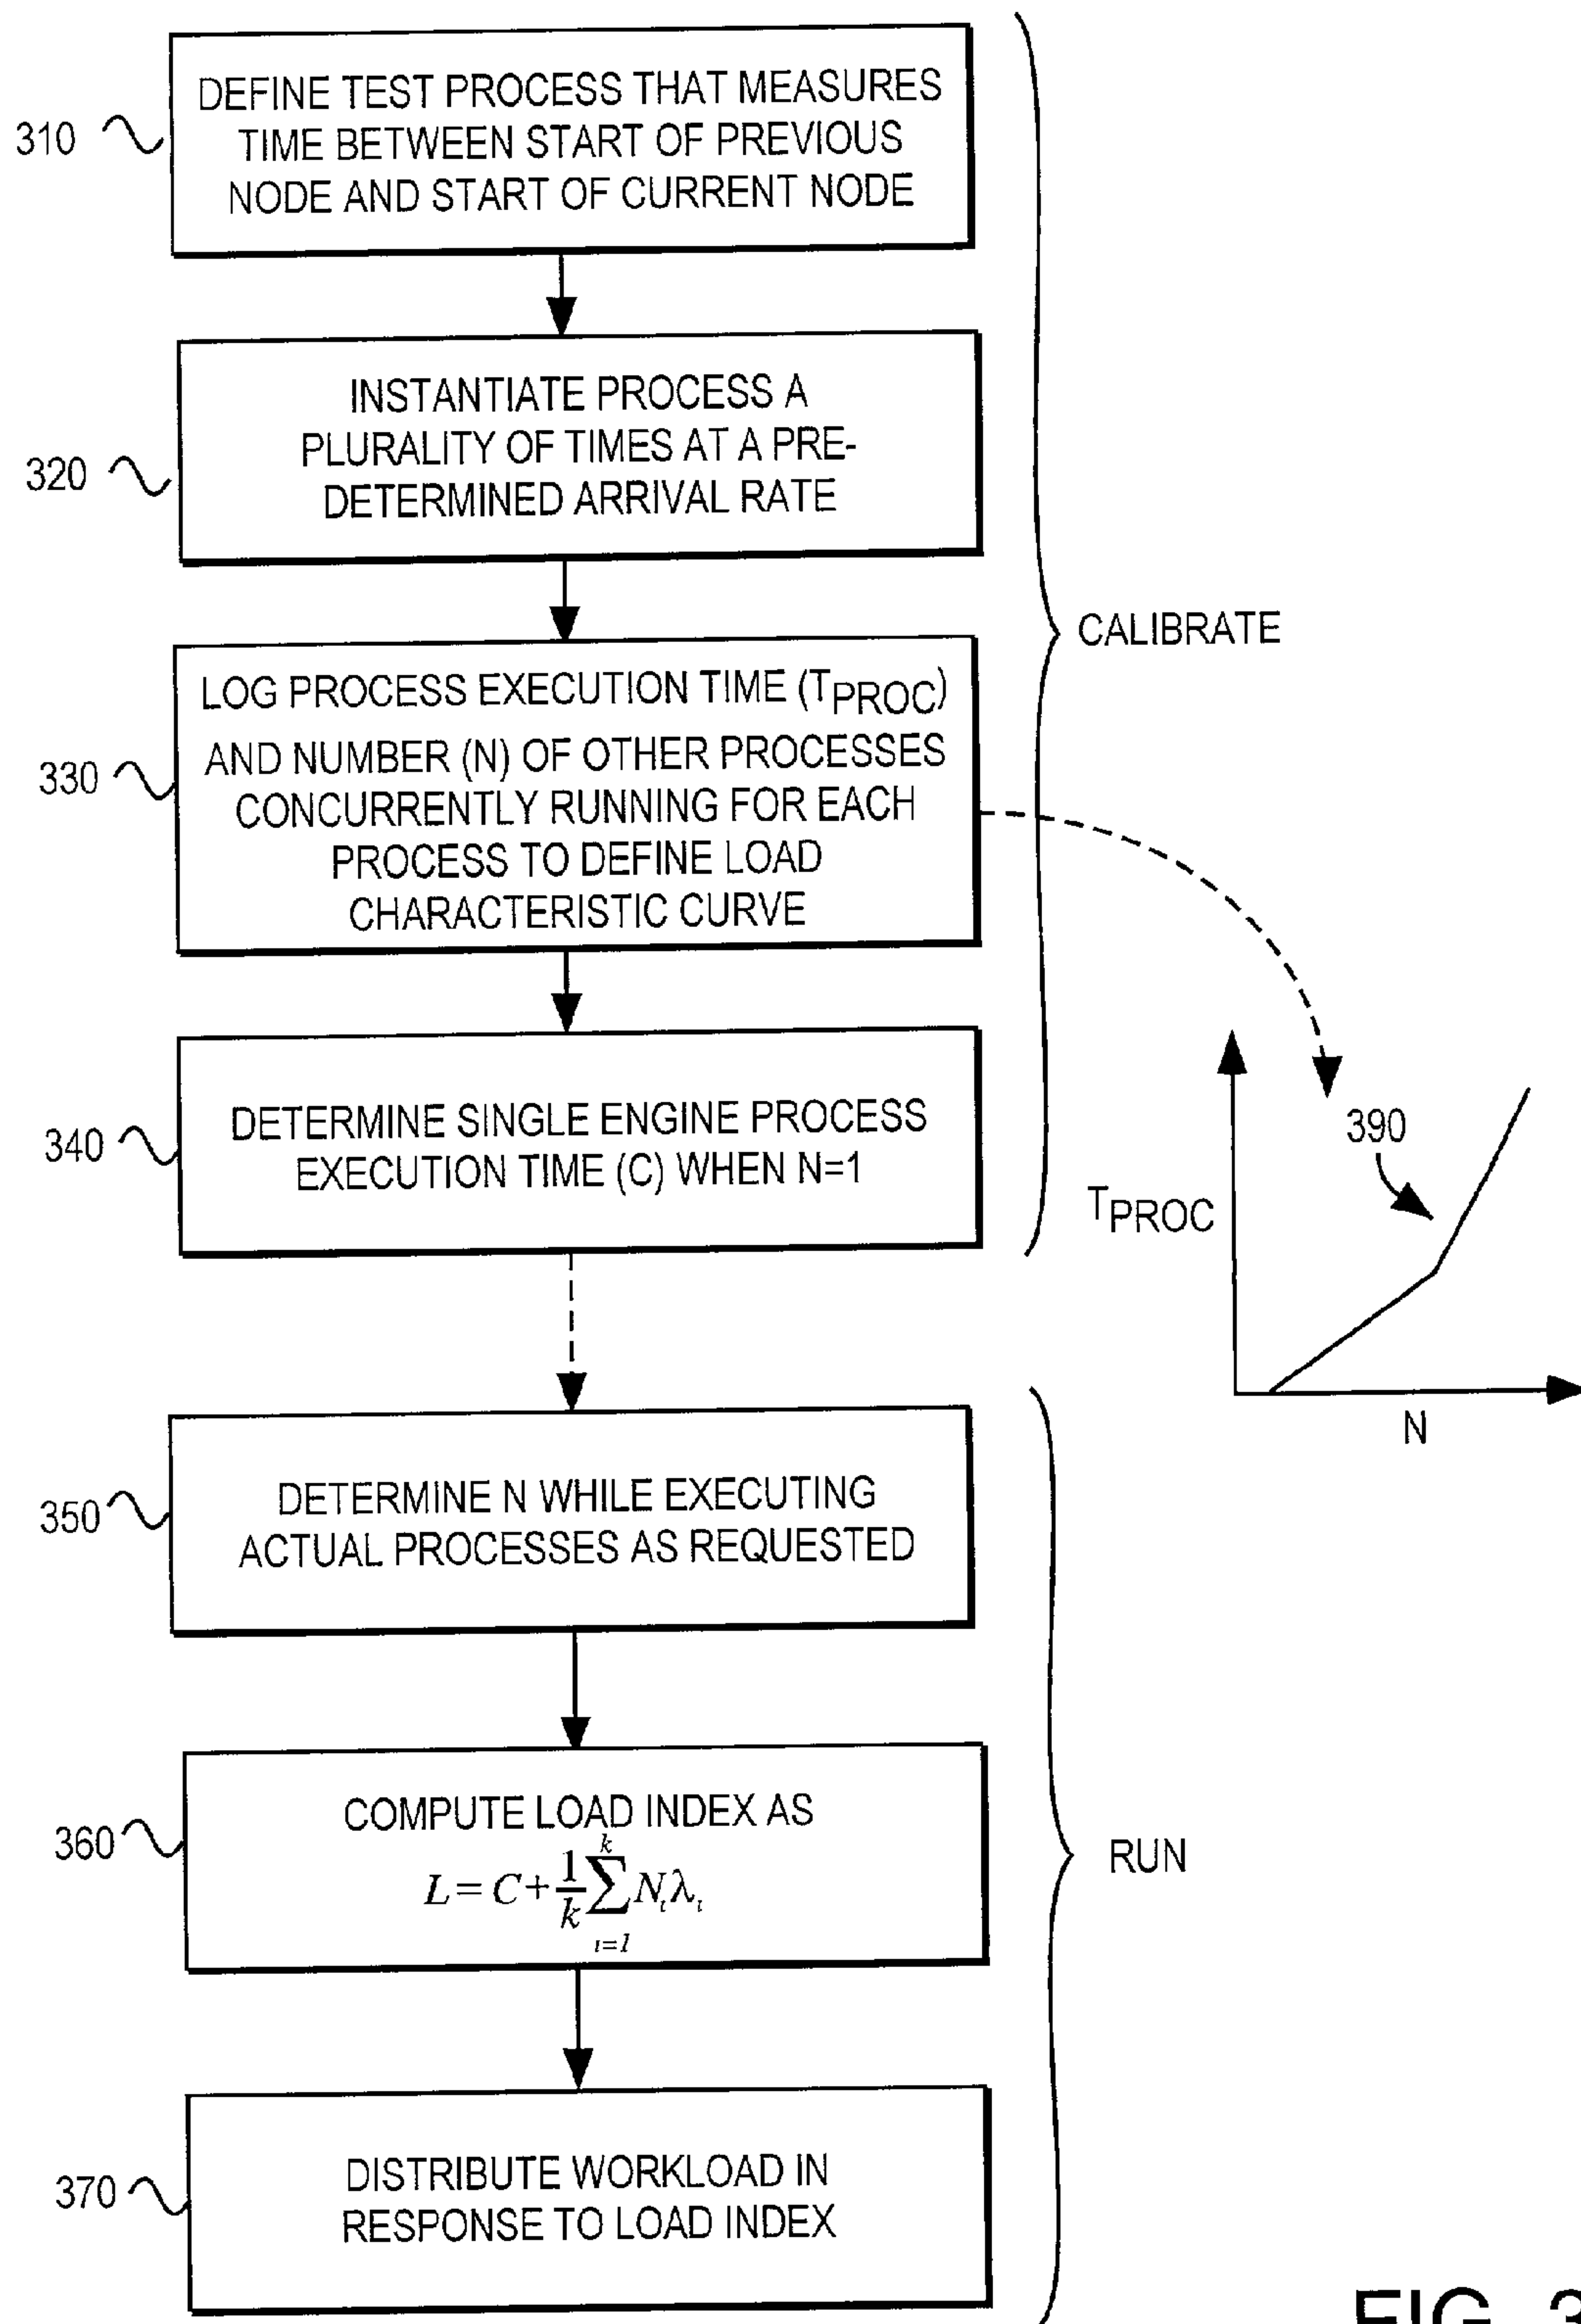 310
DEFINE TEST PROCESS THAT MEASURES
TIME BETWEEN START OF PREVIOUS
NODE AND START OF CURRENT NODE
320
INSTANTIATE PROCESS A
PLURALITY OF TIMES AT A PRE-
DETERMINED ARRIVAL RATE
CALIBRATE
330
LOG PROCESS EXECUTION TIME (TPROC)
AND NUMBER (N) OF OTHER PROCESSES
CONCURRENTLY RUNNING FOR EACH
PROCESS TO DEFINE LOAD
CHARACTERISTIC CURVE
340
DETERMINE SINGLE ENGINE PROCESS
EXECUTION TIME (C) WHEN N=1
390
TPROC
N
350
DETERMINE N WHILE EXECUTING
ACTUAL PROCESSES AS REQUESTED
360
COMPUTE LOAD INDEX AS
L = C + 1/k ∑ k i=1 Nᵢλᵢ
RUN
370
DISTRIBUTE WORKLOAD IN
RESPONSE TO LOAD INDEX
FIG. 3